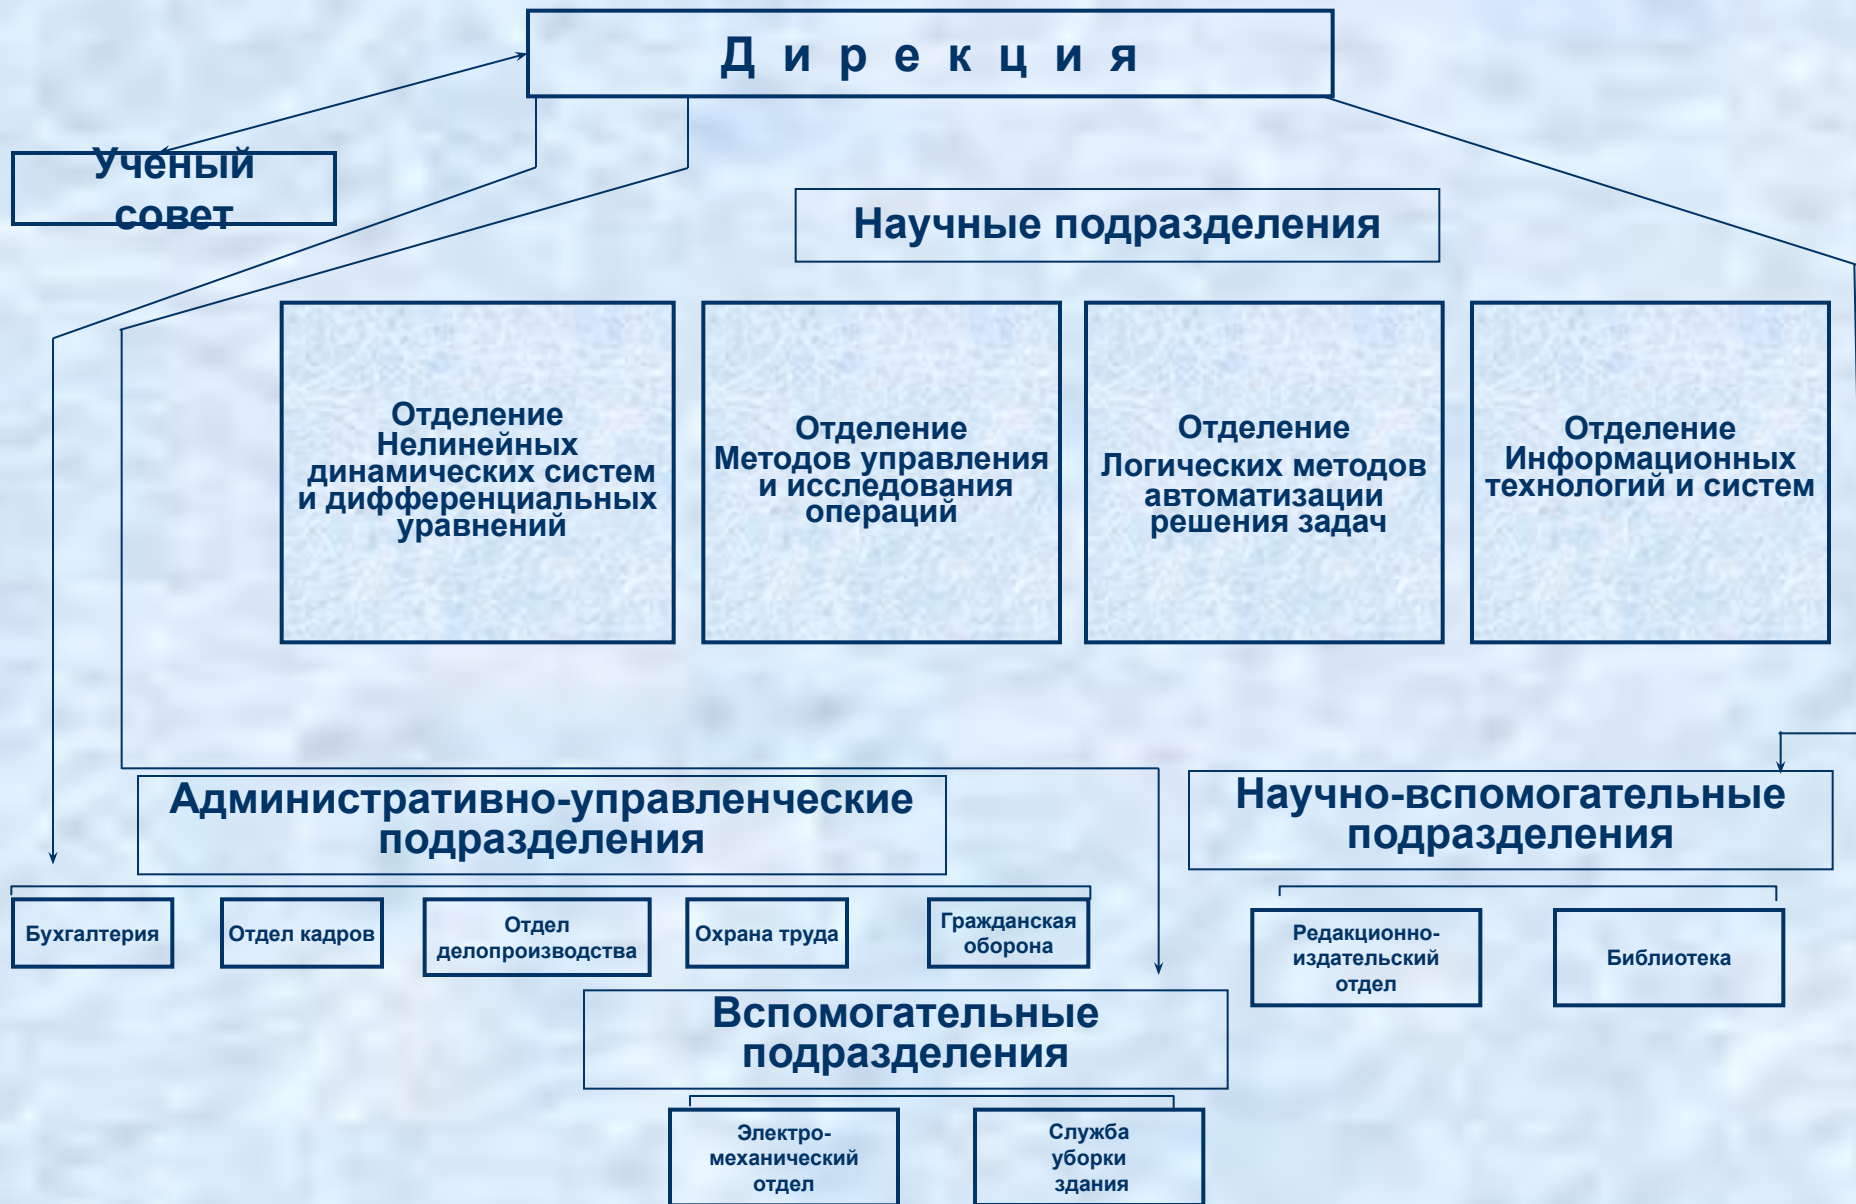 Дирекция
Ученый
совет
Научные подразделения
Отделение
Нелинейных
динамических систем
и дифференциальных
уравнений
Отделение
Методов управления
и исследования
операций
Отделение
Логических методов
автоматизации
решения задач
Отделение
Информационных
технологий и систем
Административно-управленческие
подразделения
Научно-вспомогательные
подразделения
Бухгалтерия
Отдел кадров
Отдел
делопроизводства
Охрана труда
Гражданская
оборона
Редакционно-
издательский
отдел
Библиотека
Вспомогательные
подразделения
Электро-
механический
отдел
Служба
уборки
здания